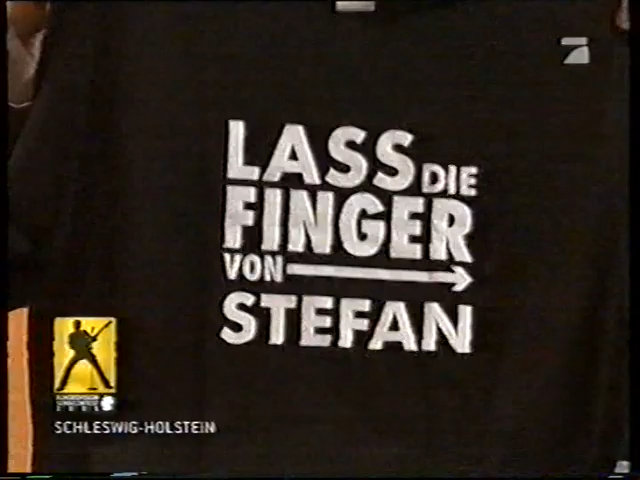 LASS DIE
FINGER
VON
STEFAN
SCHLESWIG-HOLSTEIN